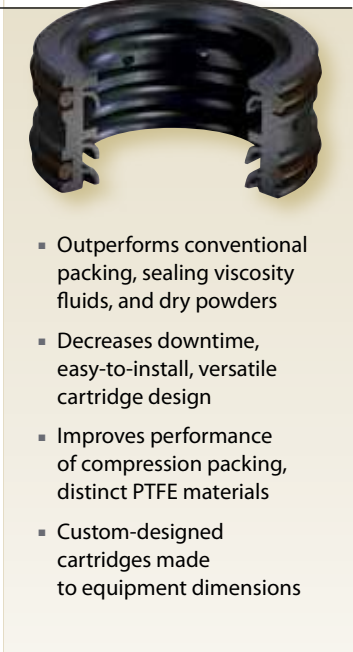 ▪ Outperforms conventional
packing, sealing viscosity
fluids, and dry powders
▪ Decreases downtime,
easy-to-install, versatile
cartridge design
▪ Improves performance
of compression packing,
distinct PTFE materials
▪ Custom-designed
cartridges made
to equipment dimensions